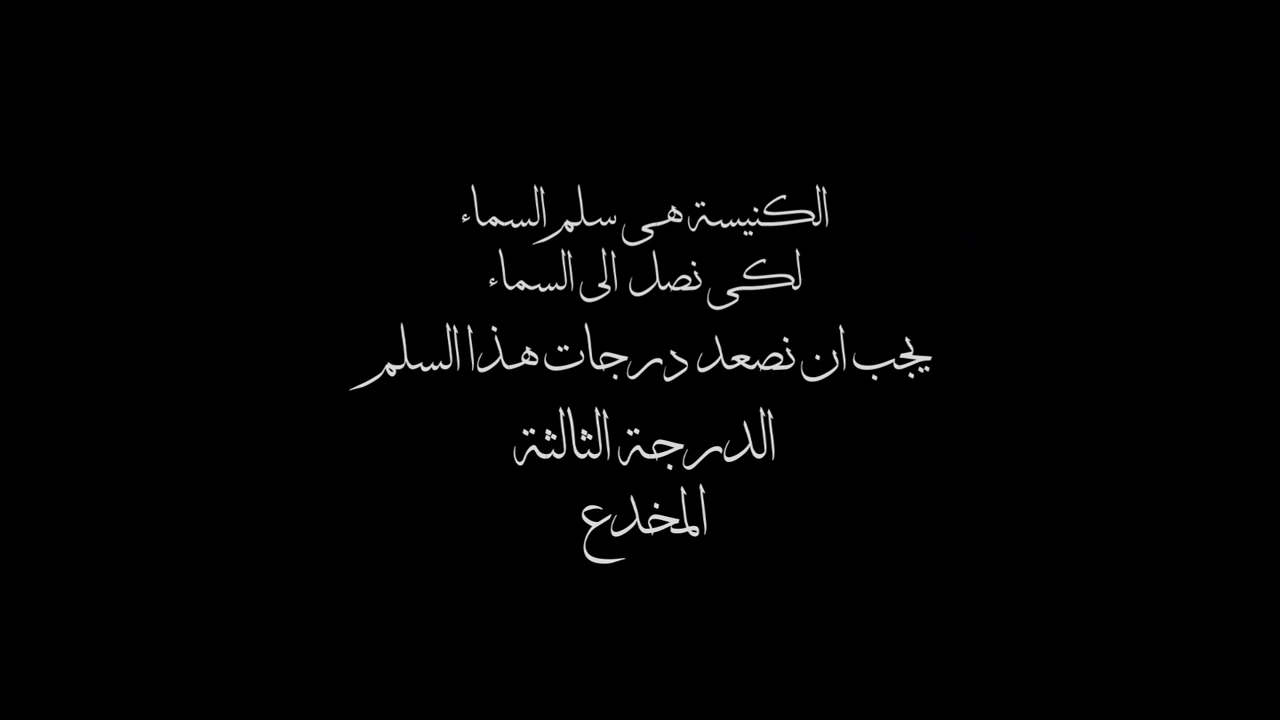 الكنيسة هى سلم السماء
لكى نصل الى السماء
يجب ان نصعد درجات هذا السلم
الدرجة الثالثة
المخدع